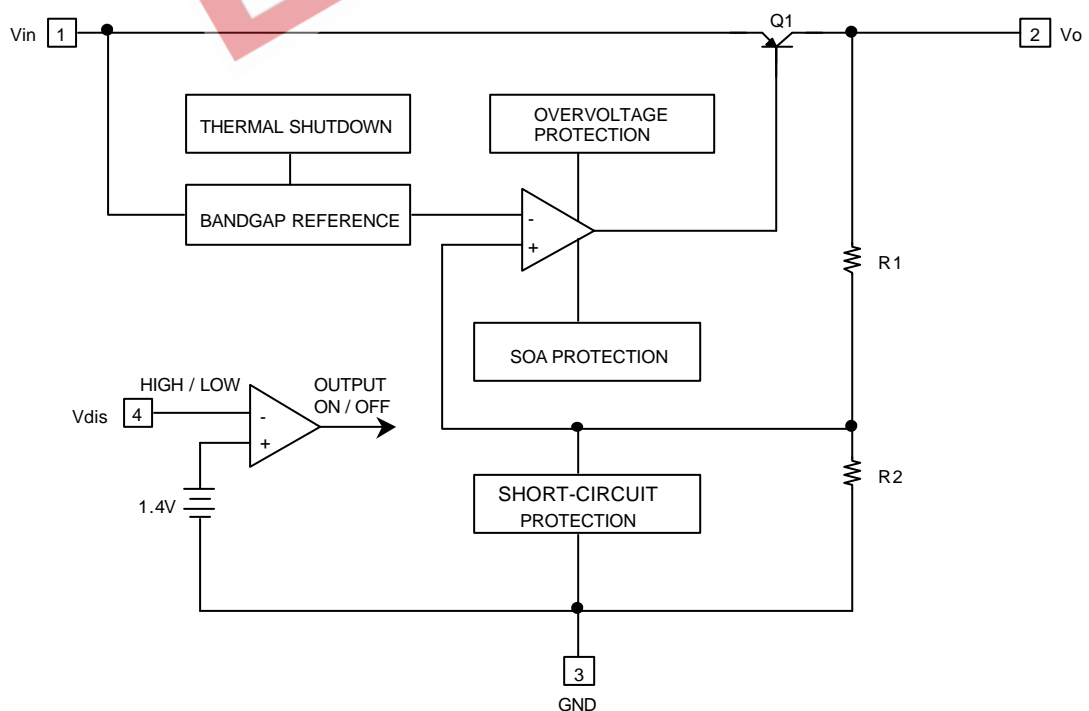 Q1
Vin 1
2 Vo
THERMAL SHUTDOWN
OVERVOLTAGE
PROTECTION
BANDGAP REFERENCE
-
+
R1
SOA PROTECTION
HIGH / LOW
OUTPUT
ON / OFF
Vdis 4
-
+
1.4V
SHORT-CIRCUIT
PROTECTION
R2
3
GND